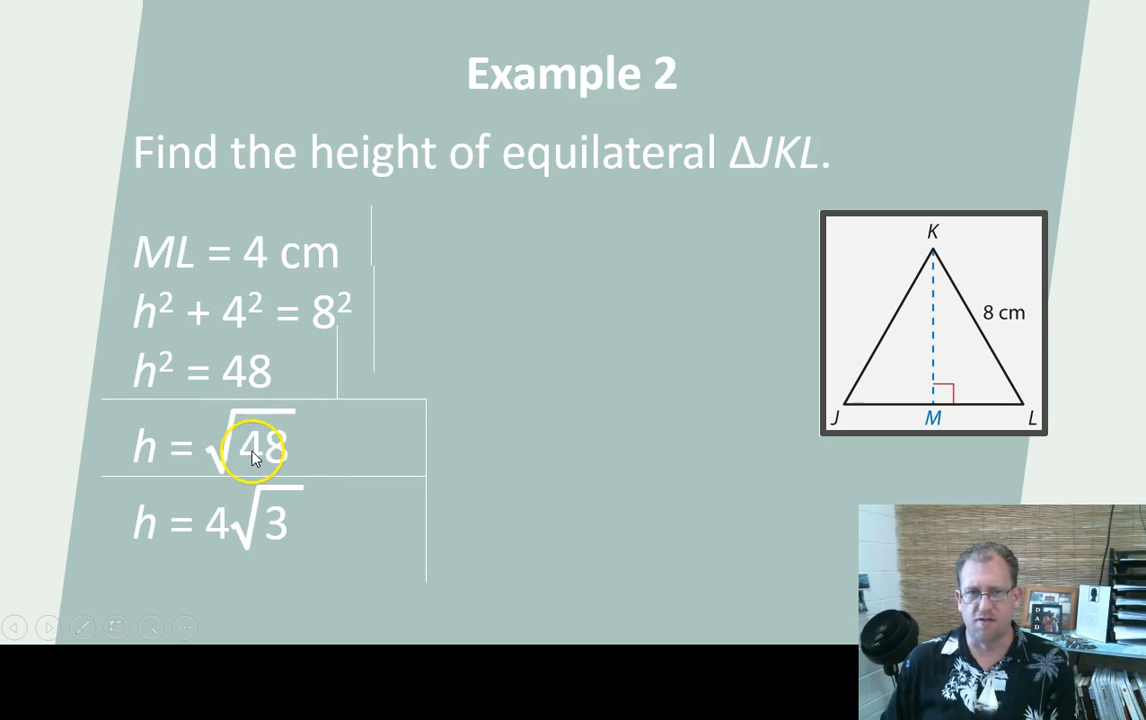 Example 2
Find the height of equilateral ΔJKL.
ML = 4 cm
h² + 4² = 8²
h² = 48
h = √48
h = 4√3
K
8 cm
J
M
L
DAD